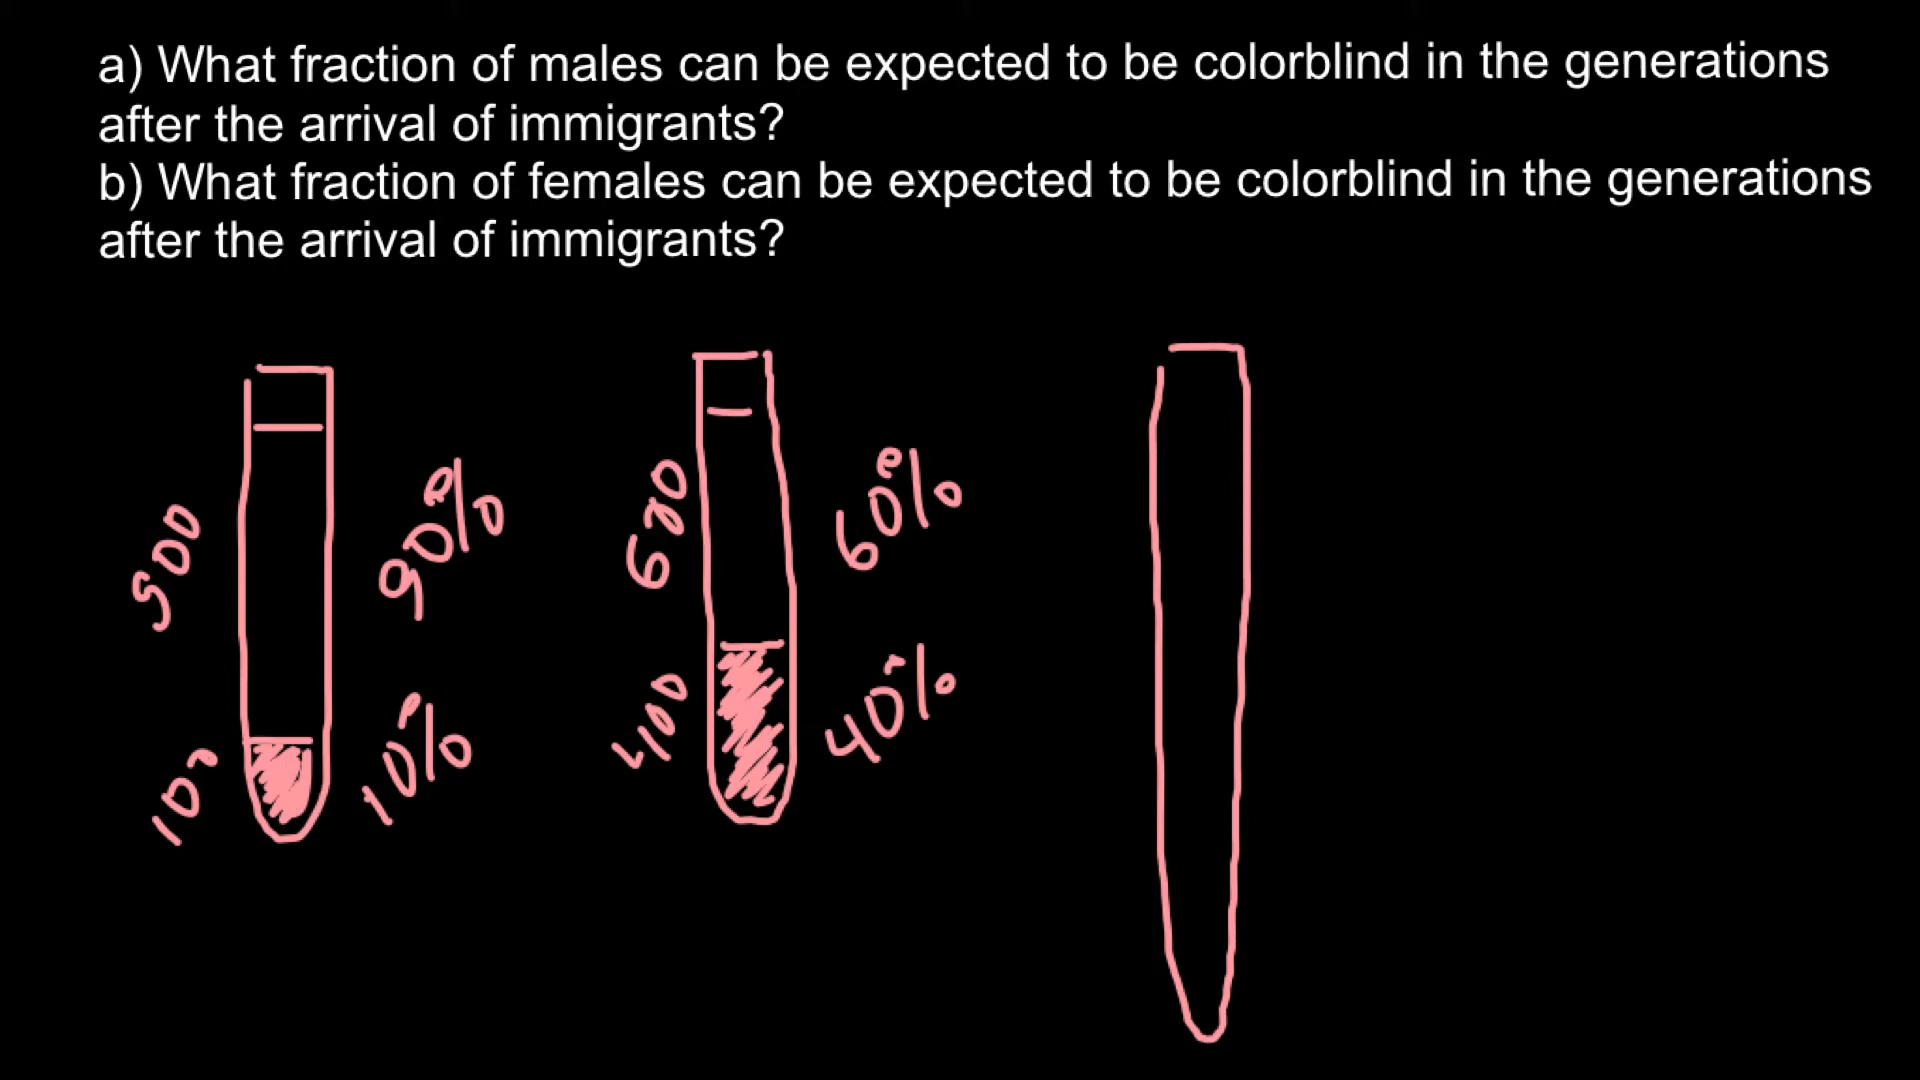 a) What fraction of males can be expected to be colorblind in the generations
after the arrival of immigrants?
b) What fraction of females can be expected to be colorblind in the generations
after the arrival of immigrants?
900
90%
100
10%
600
60%
400
40%